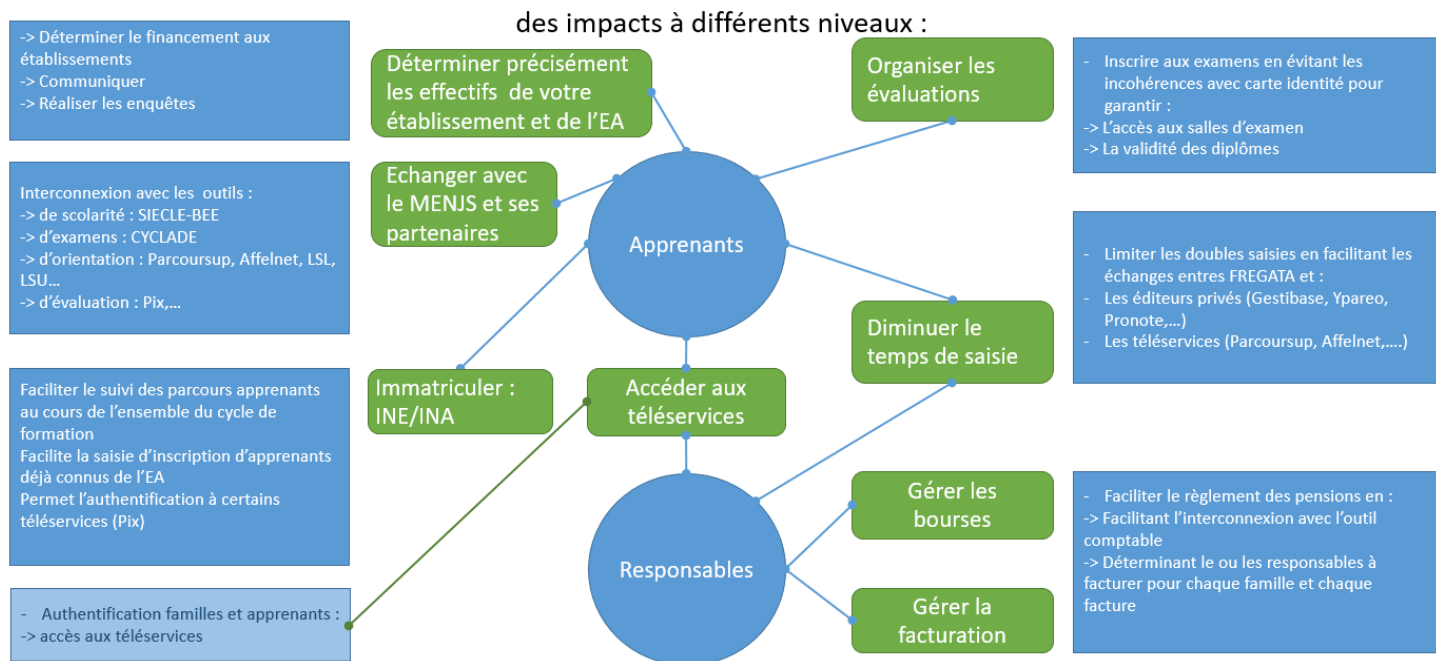 des impacts à différents niveaux :
-> Déterminer le financement aux
établissements
-> Communiquer
-> Réaliser les enquêtes
Déterminer précisément
les effectifs de votre
établissement et de l’EA
Organiser les
évaluations
- Inscrire aux examens en évitant les
incohérences avec carte identité pour
garantir :
-> L’accès aux salles d’examen
-> La validité des diplômes
Interconnexion avec les outils :
-> de scolarité : SIECLE-BEE
-> d’examens : CYCLADE
-> d’orientation : Parcoursup, Affelnet, LSL,
LSU…
-> d’évaluation : Pix,…
Echanger avec
le MENJS et ses
partenaires
Apprenants
- Limiter les doubles saisies en facilitant les
échanges entres FREGATA et :
- Les éditeurs privés (Gestibase, Ypareo,
Pronote,…)
- Les téléservices (Parcoursup, Affelnet,….)
Diminuer le
temps de saisie
Faciliter le suivi des parcours apprenants
au cours de l’ensemble du cycle de
formation
Facilite la saisie d’inscription d’apprenants
déjà connus de l’EA
Permet l’authentification à certains
téléservices (Pix)
Immatriculer :
INE/INA
Accéder aux
téléservices
Gérer les
bourses
- Faciliter le règlement des pensions en :
-> Facilitant l’interconnexion avec l’outil
comptable
-> Déterminant le ou les responsables à
facturer pour chaque famille et chaque
facture
Responsables
- Authentification familles et apprenants :
-> accès aux téléservices
Gérer la
facturation